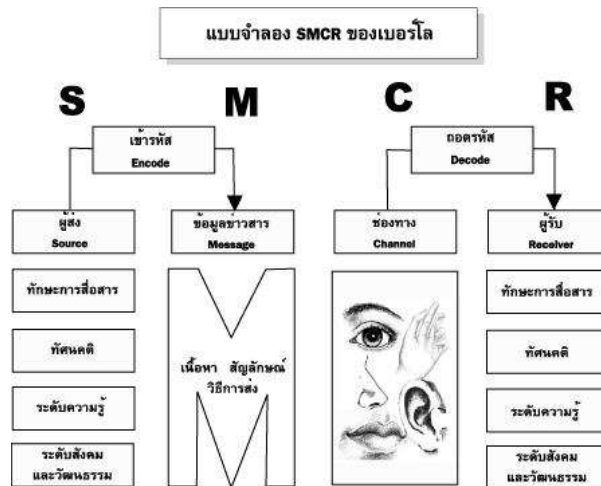 แบบจำลอง SMCR ของเบอร์โล
S M C R
เข้ารหัส
Encode
ถอดรหัส
Decode
ผู้ส่ง
Source
ข้อมูลข่าวสาร
Message
ช่องทาง
Channel
ผู้รับ
Receiver
ทักษะการสื่อสาร
ทัศนคติ
ระดับความรู้
ระดับสังคม
และวัฒนธรรม
เนื้อหา สัญลักษณ์
วิธีการส่ง
ทักษะการสื่อสาร
ทัศนคติ
ระดับความรู้
ระดับสังคม
และวัฒนธรรม